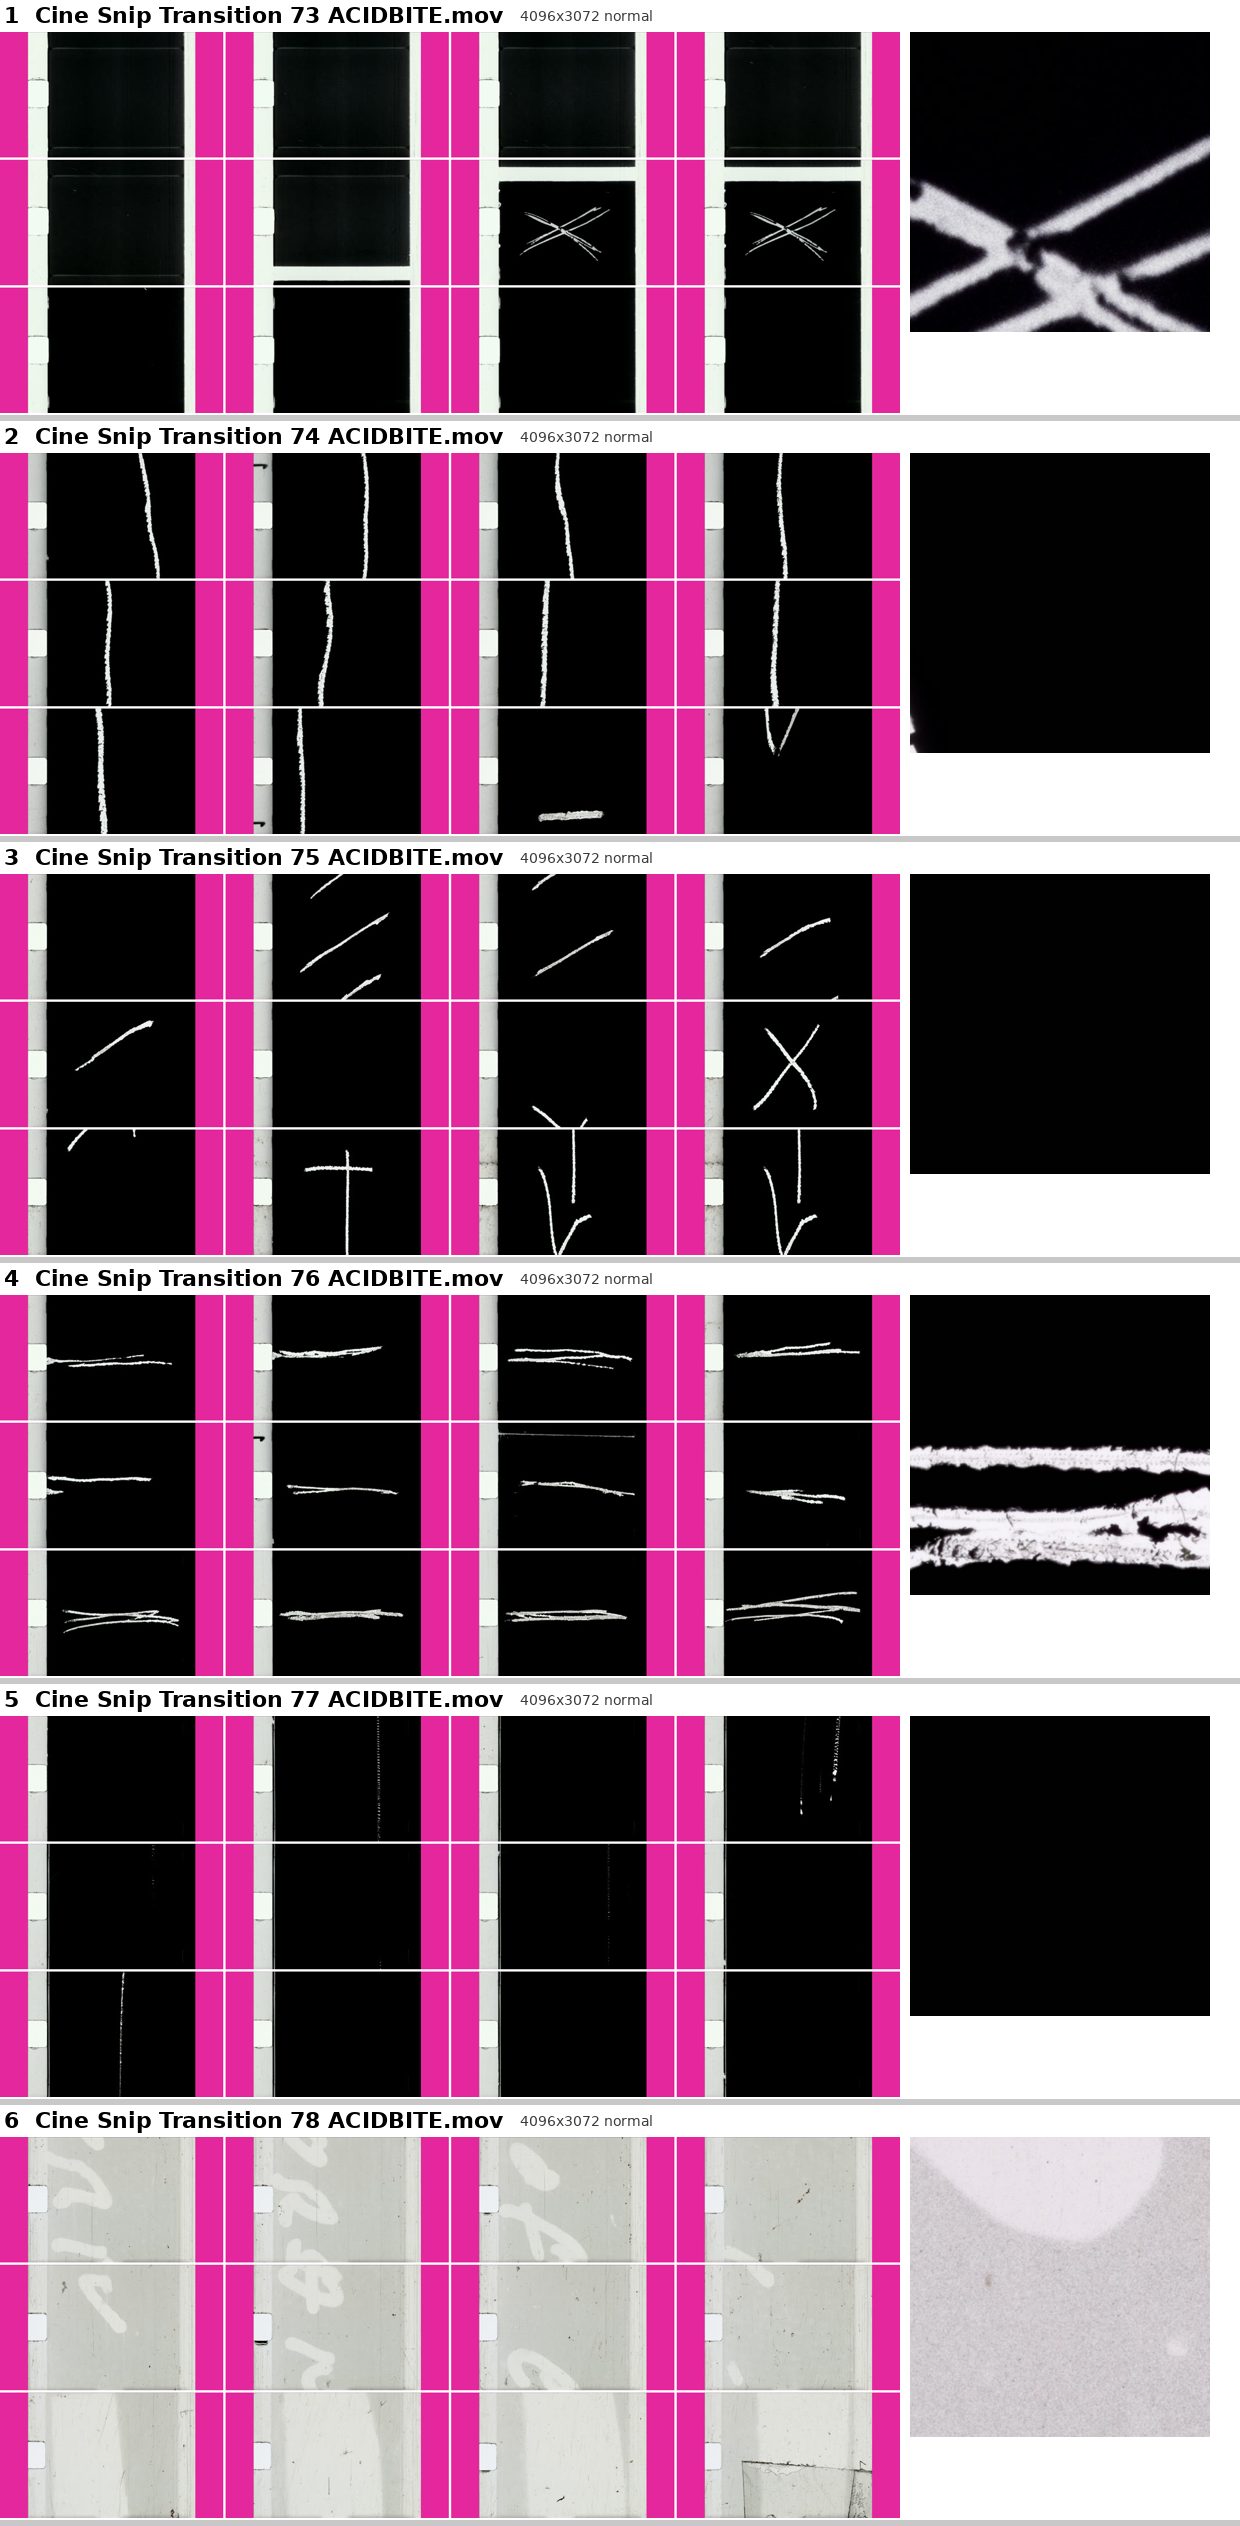 1 Cine Snip Transition 73 ACIDBITE.mov 4096x3072 normal
2 Cine Snip Transition 74 ACIDBITE.mov 4096x3072 normal
3 Cine Snip Transition 75 ACIDBITE.mov 4096x3072 normal
4 Cine Snip Transition 76 ACIDBITE.mov 4096x3072 normal
5 Cine Snip Transition 77 ACIDBITE.mov 4096x3072 normal
6 Cine Snip Transition 78 ACIDBITE.mov 4096x3072 normal